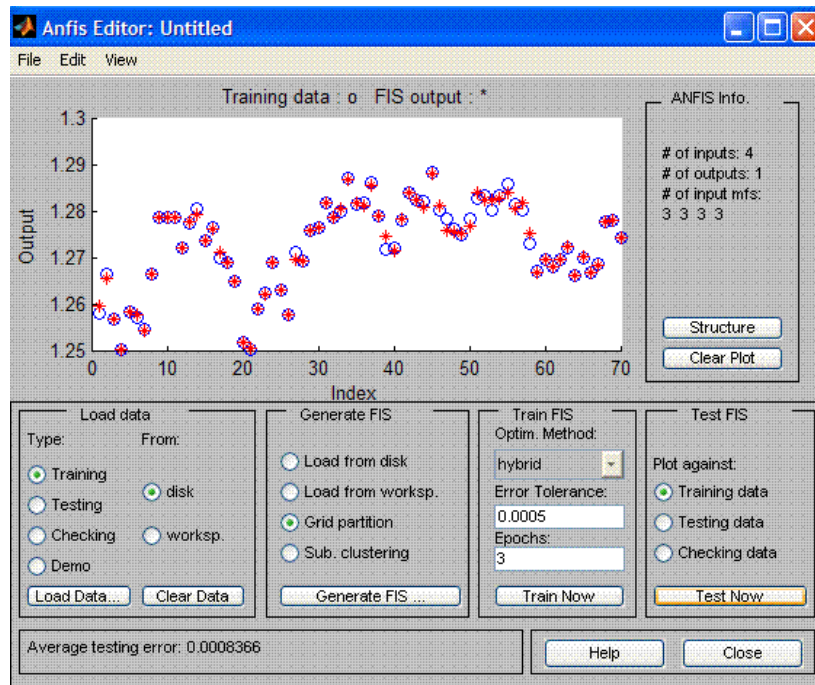 Anfis Editor: Untitled
File Edit View
Training data : o FIS output : *
1.3
1.29
1.28
1.27
1.26
1.25
Output
0 10 20 30 40 50 60 70
Index
ANFIS Info.
# of inputs: 4
# of outputs: 1
# of input mfs:
3 3 3 3
Structure
Clear Plot
Load data
Type: From:
Training
Testing
Checking
Demo
disk
worksp.
Load Data...
Clear Data
Generate FIS
Load from disk
Load from worksp.
Grid partition
Sub. clustering
Generate FIS ...
Train FIS
Optim. Method:
hybrid
Error Tolerance:
0.0005
Epochs:
3
Train Now
Test FIS
Plot against:
Training data
Testing data
Checking data
Test Now
Average testing error: 0.0008366
Help
Close